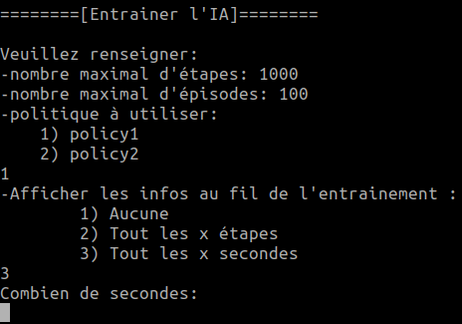 ========[Entrainer l'IA]========
Veuillez renseigner:
-nombre maximal d'étapes: 1000
-nombre maximal d'épisodes: 100
-politique à utiliser:
1) policy1
2) policy2
1
-Afficher les infos au fil de l'entrainement :
1) Aucune
2) Tout les x étapes
3) Tout les x secondes
3
Combien de secondes: